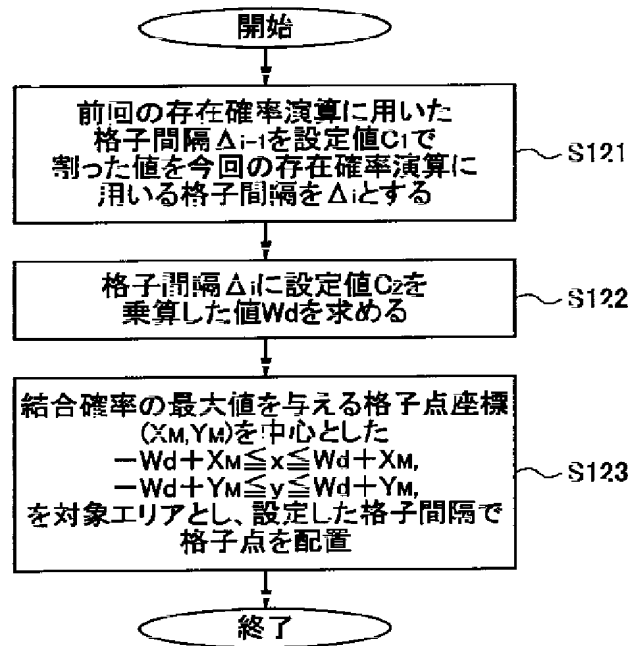 開始
前回の存在確率演算に用いた
格子間隔Δi-1を設定値C1で
割った値を今回の存在確率演算に
用いる格子間隔をΔiとする
S121
格子間隔Δiに設定値C2を
乗算した値Wdを求める
S122
結合確率の最大値を与える格子点座標
(XM,YM)を中心とした
-Wd+XM≦x≦Wd+XM,
-Wd+YM≦y≦Wd+YM,
を対象エリアとし、設定した格子間隔で
格子点を配置
S123
終了